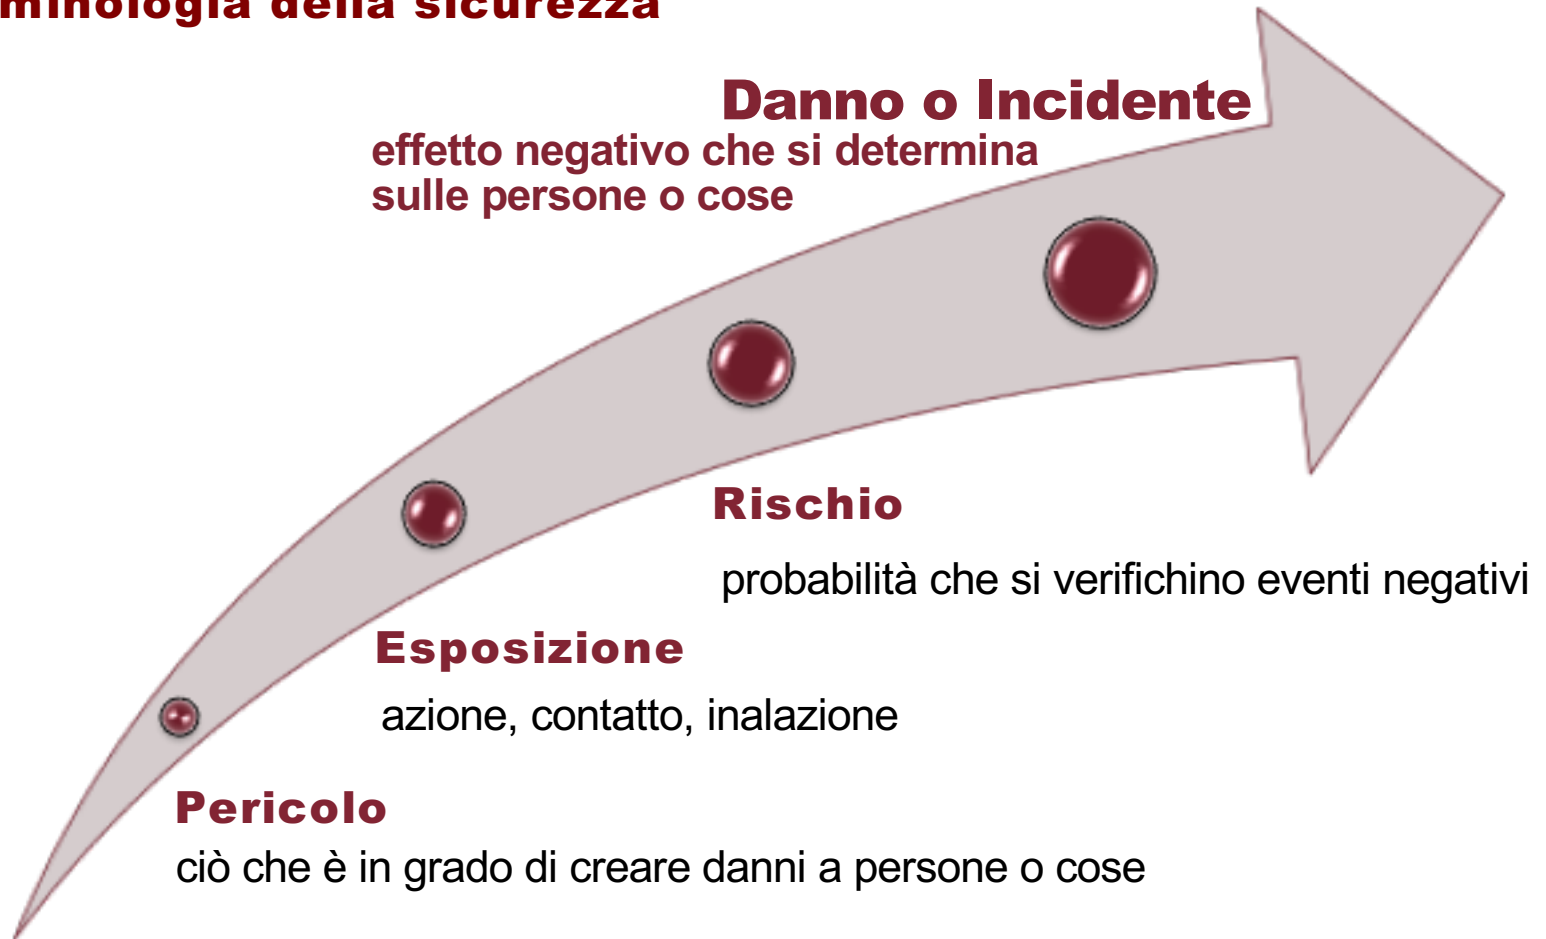 minologia della sicurezza
Danno o Incidente
effetto negativo che si determina
sulle persone o cose
Rischio
probabilità che si verifichino eventi negativi
Esposizione
azione, contatto, inalazione
Pericolo
ciò che è in grado di creare danni a persone o cose